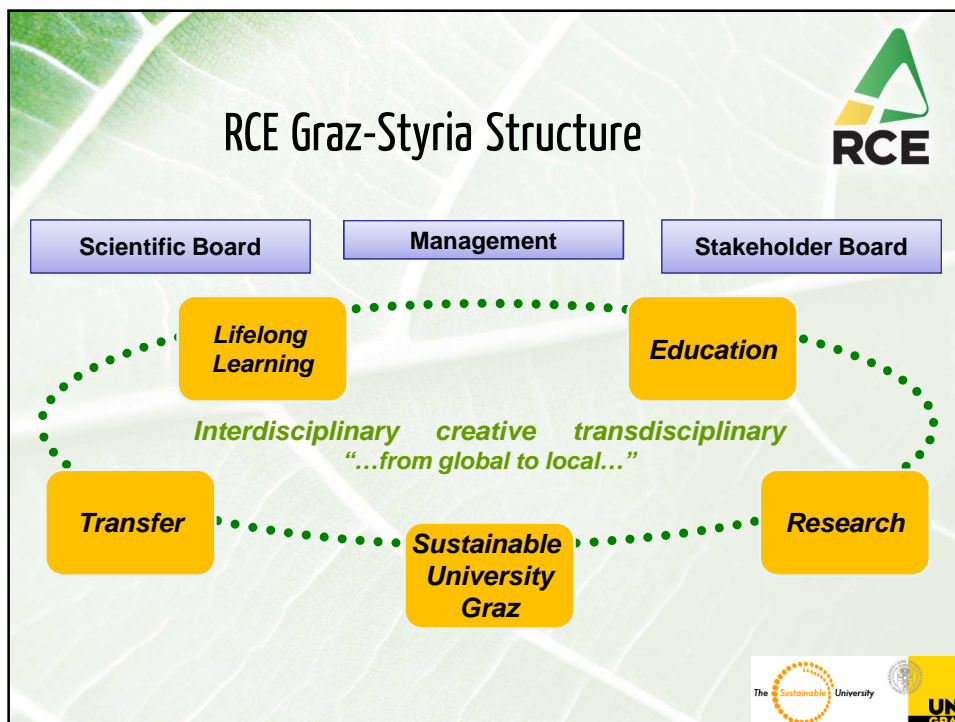 RCE Graz-Styria Structure
RCE
Scientific Board
Management
Stakeholder Board
Lifelong
Learning
Education
Interdisciplinary creative transdisciplinary
“…from global to local…”
Transfer
Research
Sustainable
University
Graz
The Sustainable University
UN